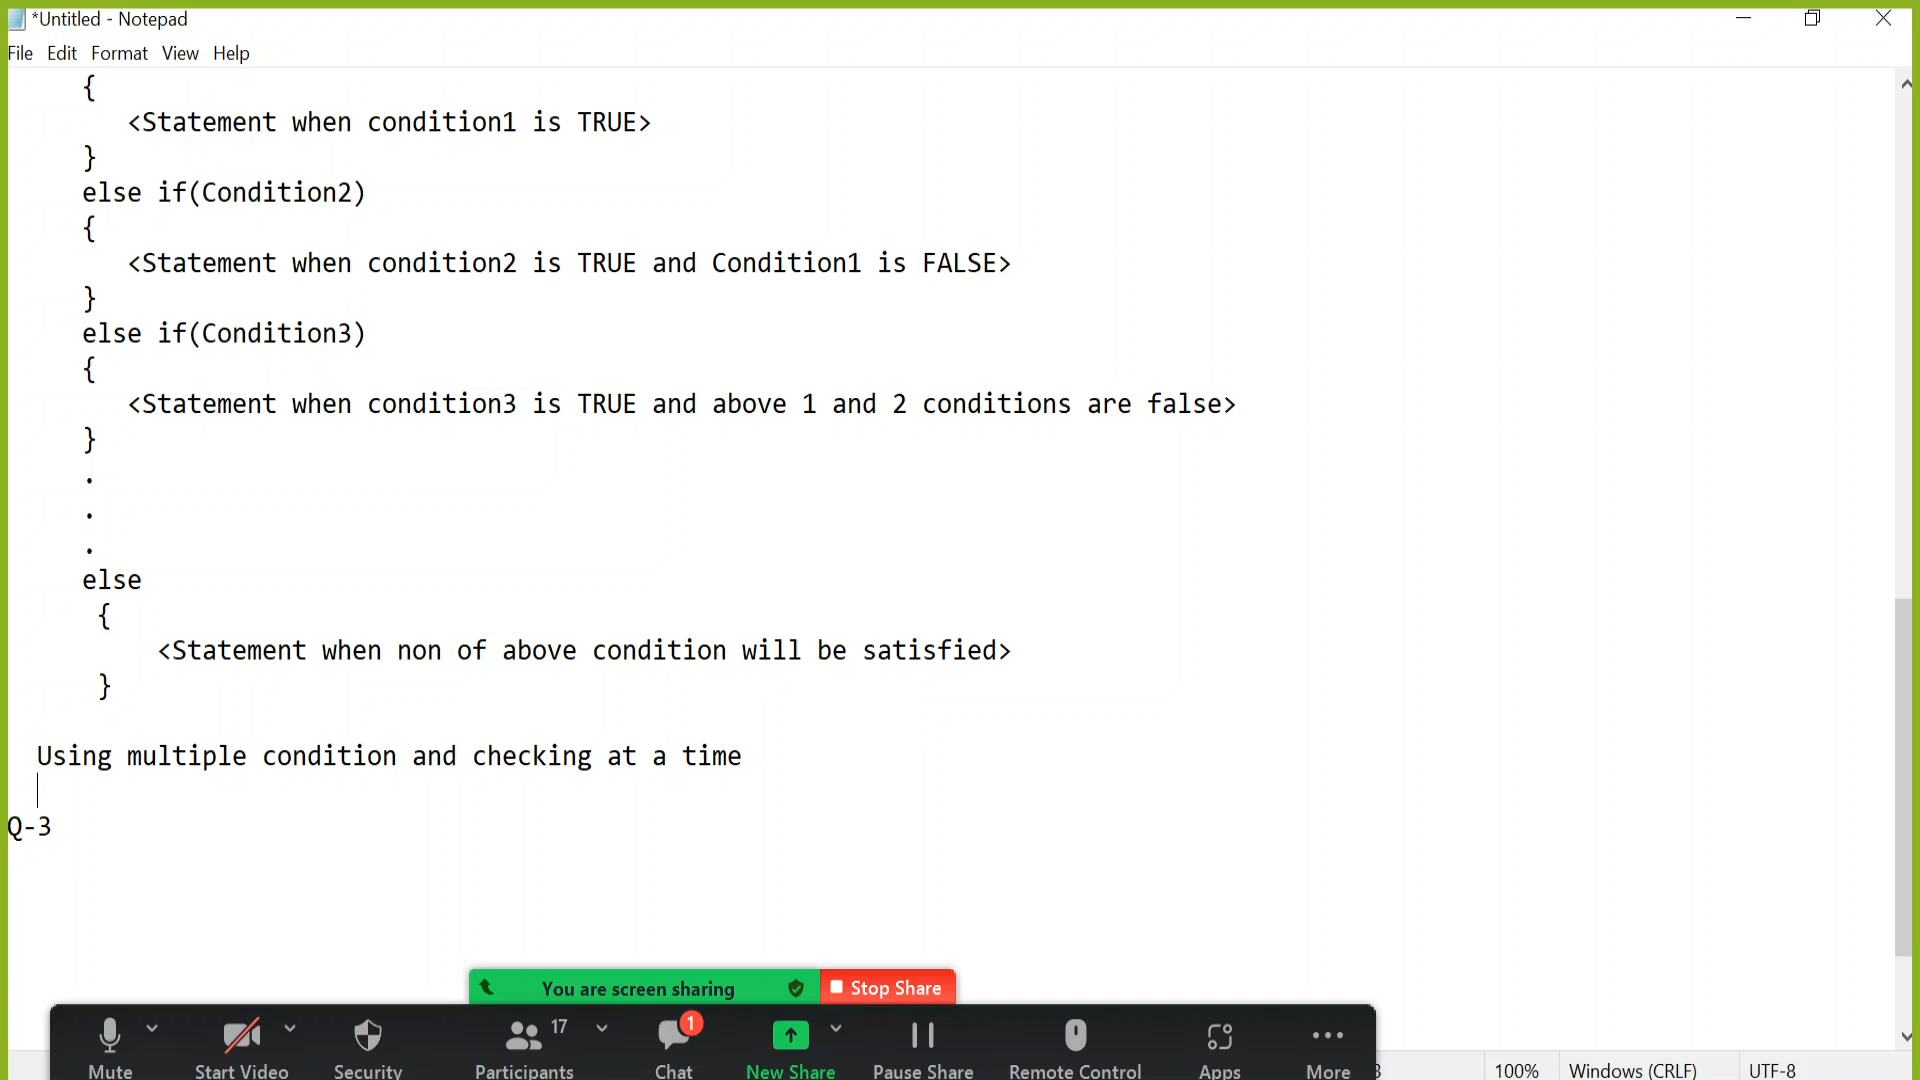 *Untitled - Notepad
File Edit Format View Help
{
<Statement when condition1 is TRUE>
}
else if(Condition2)
{
<Statement when condition2 is TRUE and Condition1 is FALSE>
}
else if(Condition3)
{
<Statement when condition3 is TRUE and above 1 and 2 conditions are false>
}
.
.
.
else
{
<Statement when non of above condition will be satisfied>
}
Using multiple condition and checking at a time
Q-3
You are screen sharing Stop Share
17 1
Mute Start Video Security Participants Chat New Share Pause Share Remote Control Apps More
100% Windows (CRLF) UTF-8